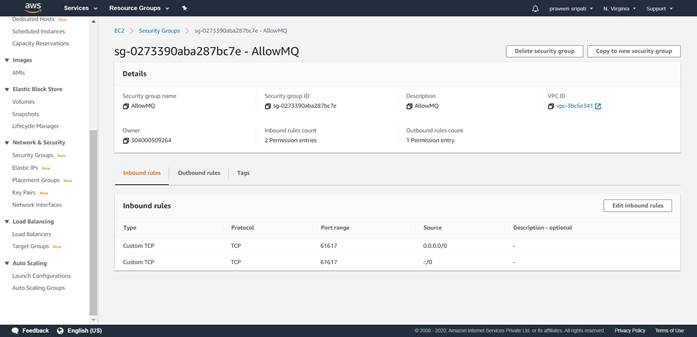 aws Services Resource Groups praveen sripati N. Virginia Support
Dedicated Hosts New
Scheduled Instances
Capacity Reservations
Images
AMIs
Elastic Block Store
Volumes
Snapshots
Lifecycle Manager
Network & Security
Security Groups New
Elastic IPs New
Placement Groups New
Key Pairs New
Network Interfaces
Load Balancing
Load Balancers
Target Groups New
Auto Scaling
Launch Configurations
Auto Scaling Groups
EC2 > Security Groups > sg-0273390aba287bc7e - AllowMQ
sg-0273390aba287bc7e - AllowMQ
Delete security group Copy to new security group
Details
Security group name Security group ID Description VPC ID
AllowMQ sg-0273390aba287bc7e AllowMQ vpc-3bc6e341
Owner Inbound rules count Outbound rules count
304000509264 2 Permission entries 1 Permission entry
Inbound rules Outbound rules Tags
Inbound rules Edit inbound rules
Type Protocol Port range Source Description - optional
Custom TCP TCP 61617 0.0.0.0/0 -
Custom TCP TCP 61617 ::/0 -
Feedback English (US) © 2008 - 2020, Amazon Internet Services Private Ltd. or its affiliates. All rights reserved. Privacy Policy Terms of Use